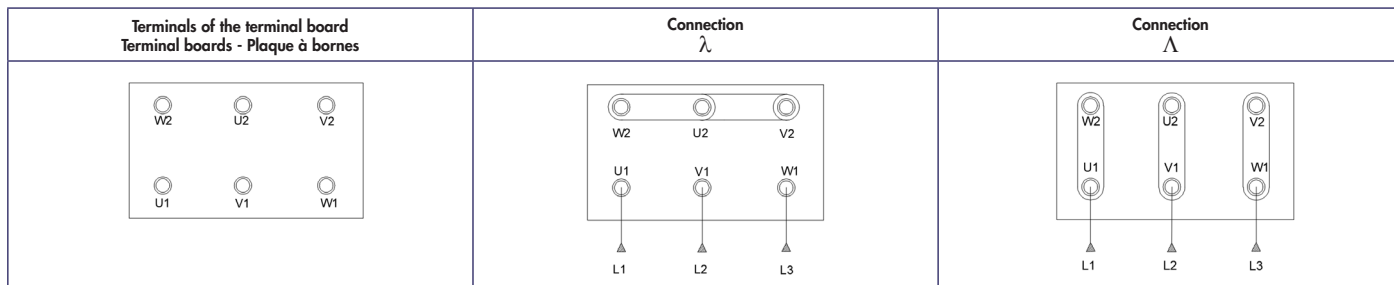 Terminals of the terminal board
Terminal boards - Plaque à bornes
Connection
λ
Connection
Λ
W2 U2 V2
U1 V1 W1
W2 U2 V2
U1 V1 W1
L1 L2 L3
W2 U2 V2
U1 V1 W1
L1 L2 L3